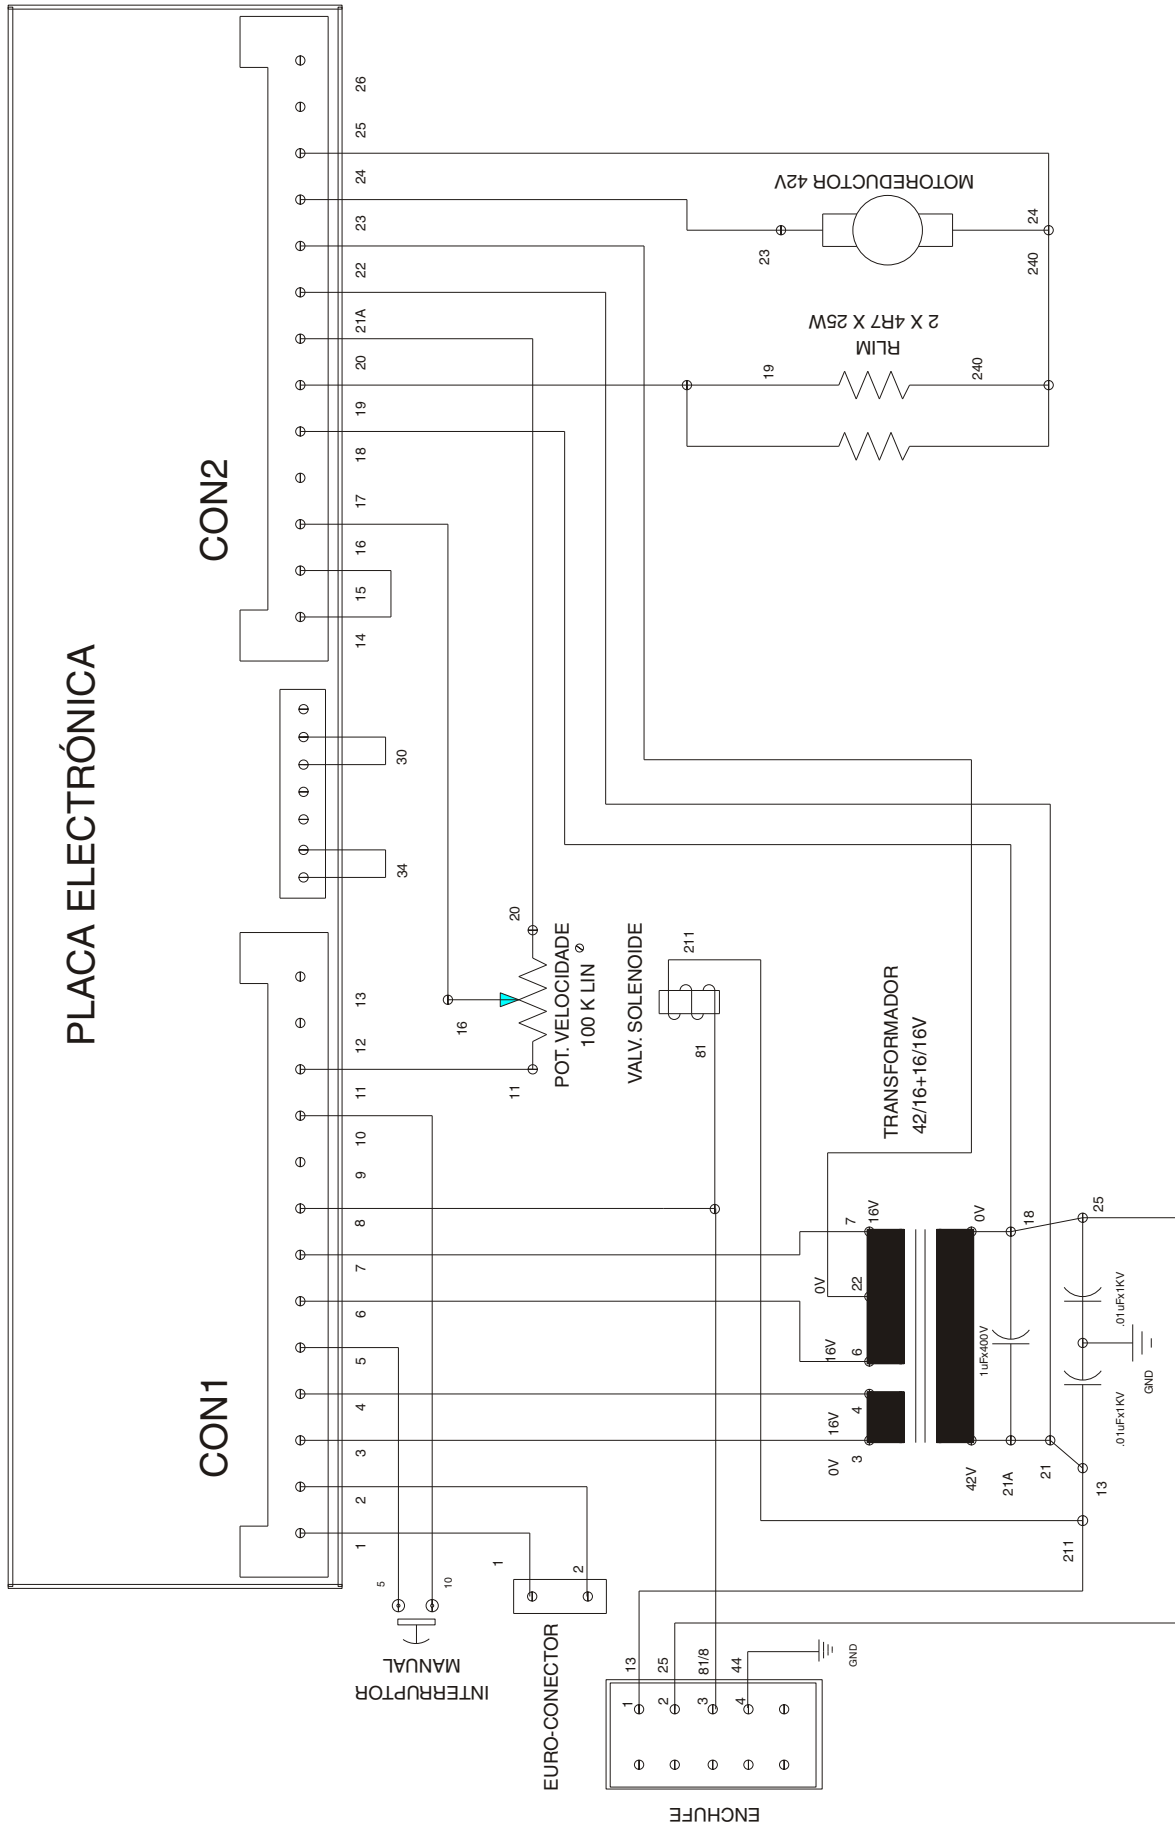 PLACA ELECTRÓNICA
CON1
CON2
1
2
3
4
5
6
7
8
9
10
11
12
13
34
30
14
15
16
17
18
19
20
21A
22
23
24
25
26
5
10
INTERRUPTOR
MANUAL
1
2
EURO-CONECTOR
11
16
20
POT. VELOCIDADE
100 K LIN
Ø
VALV. SOLENOIDE
81
211
MOTOREDUCTOR 42V
23
24
240
RLIM
2 X 4R7 X 25W
19
240
TRANSFORMADOR
42/16+16/16V
0V
3
16V
4
16V
6
0V
22
16V
7
42V
0V
21A
21
18
1uFx400V
13
25
.01uFx1KV
.01uFx1KV
GND
211
13
25
81/8
44
GND
1
2
3
4
ENCHUFE